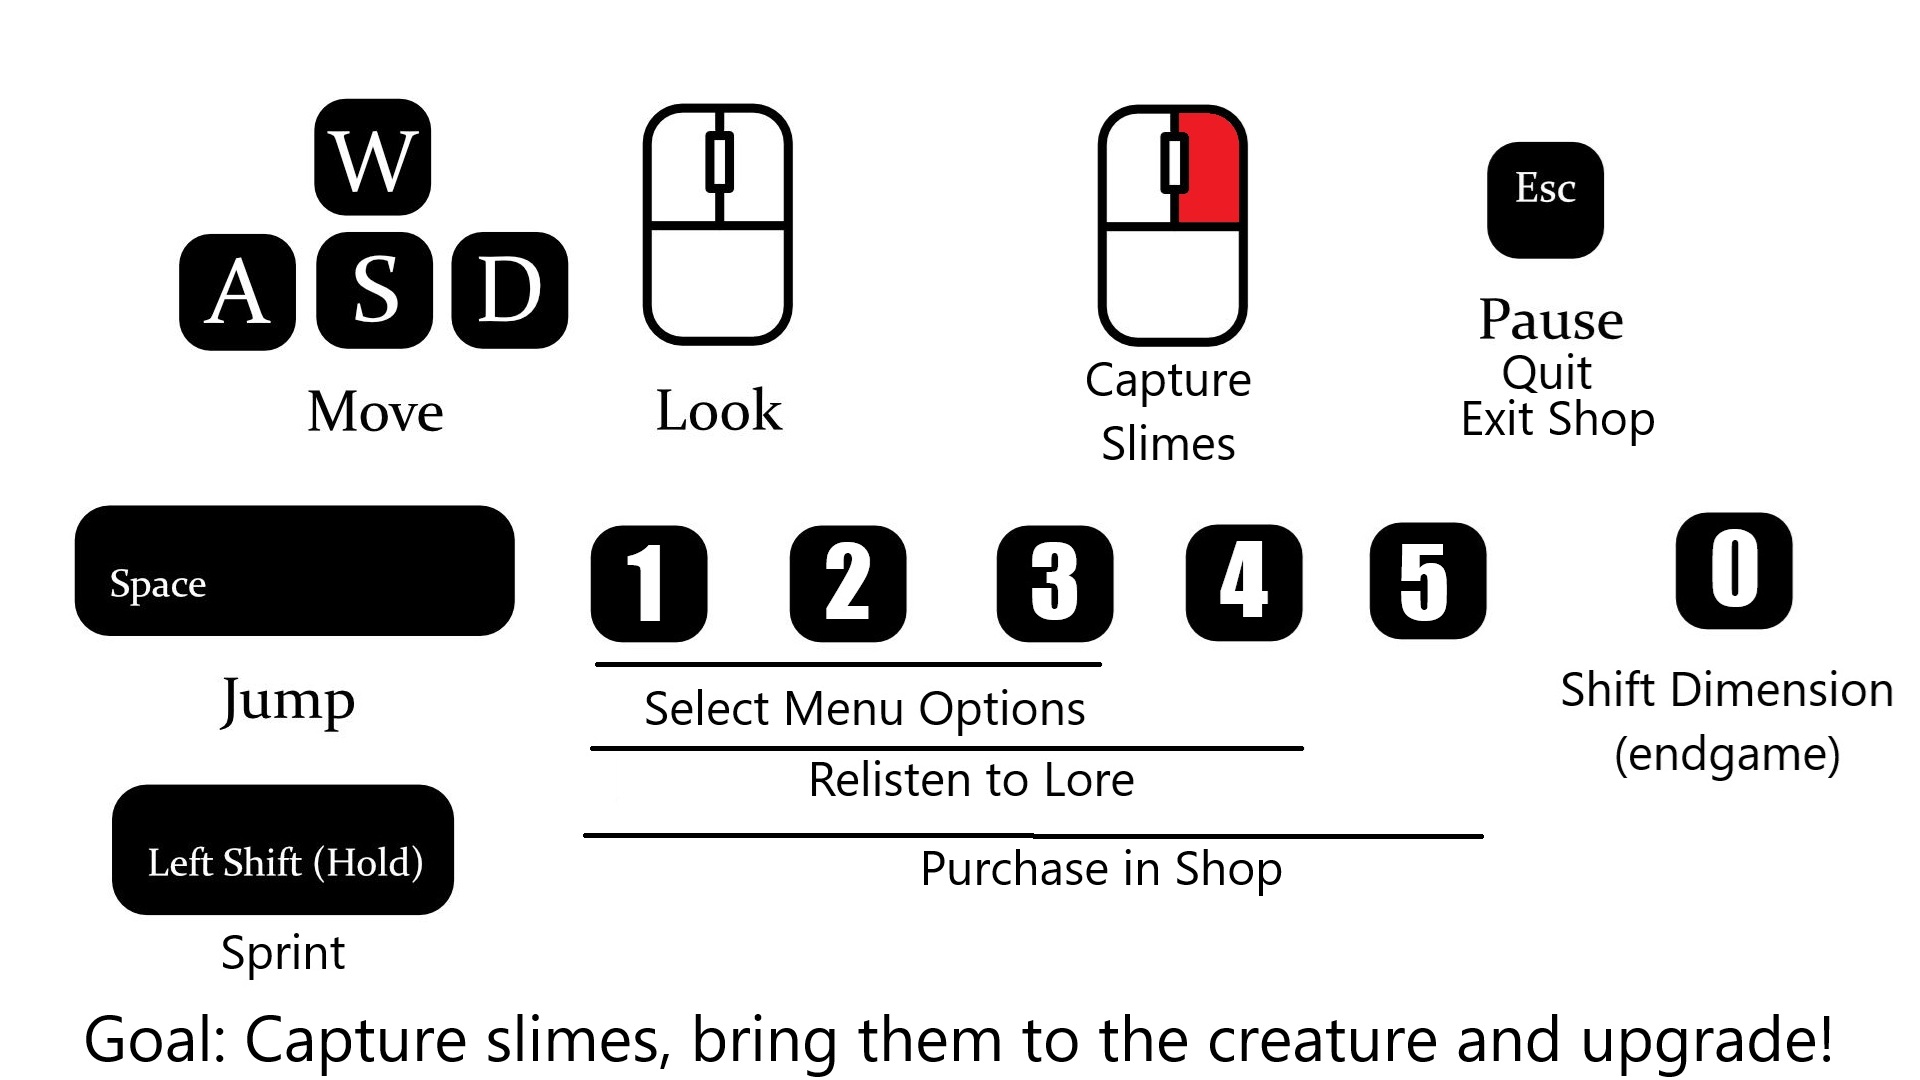 W
A S D
Move
Look
Capture
Slimes
Esc
Pause
Quit
Exit Shop
Space
Jump
1 2 3 4 5
Select Menu Options
Relisten to Lore
Purchase in Shop
0
Shift Dimension
(endgame)
Left Shift (Hold)
Sprint
Goal: Capture slimes, bring them to the creature and upgrade!